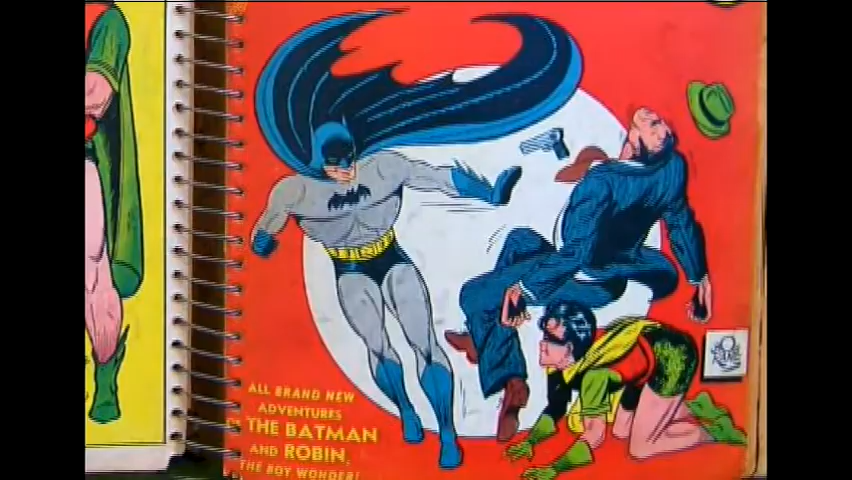 ALL BRAND NEW
ADVENTURES
THE BATMAN
AND ROBIN,
THE BOY WONDER!